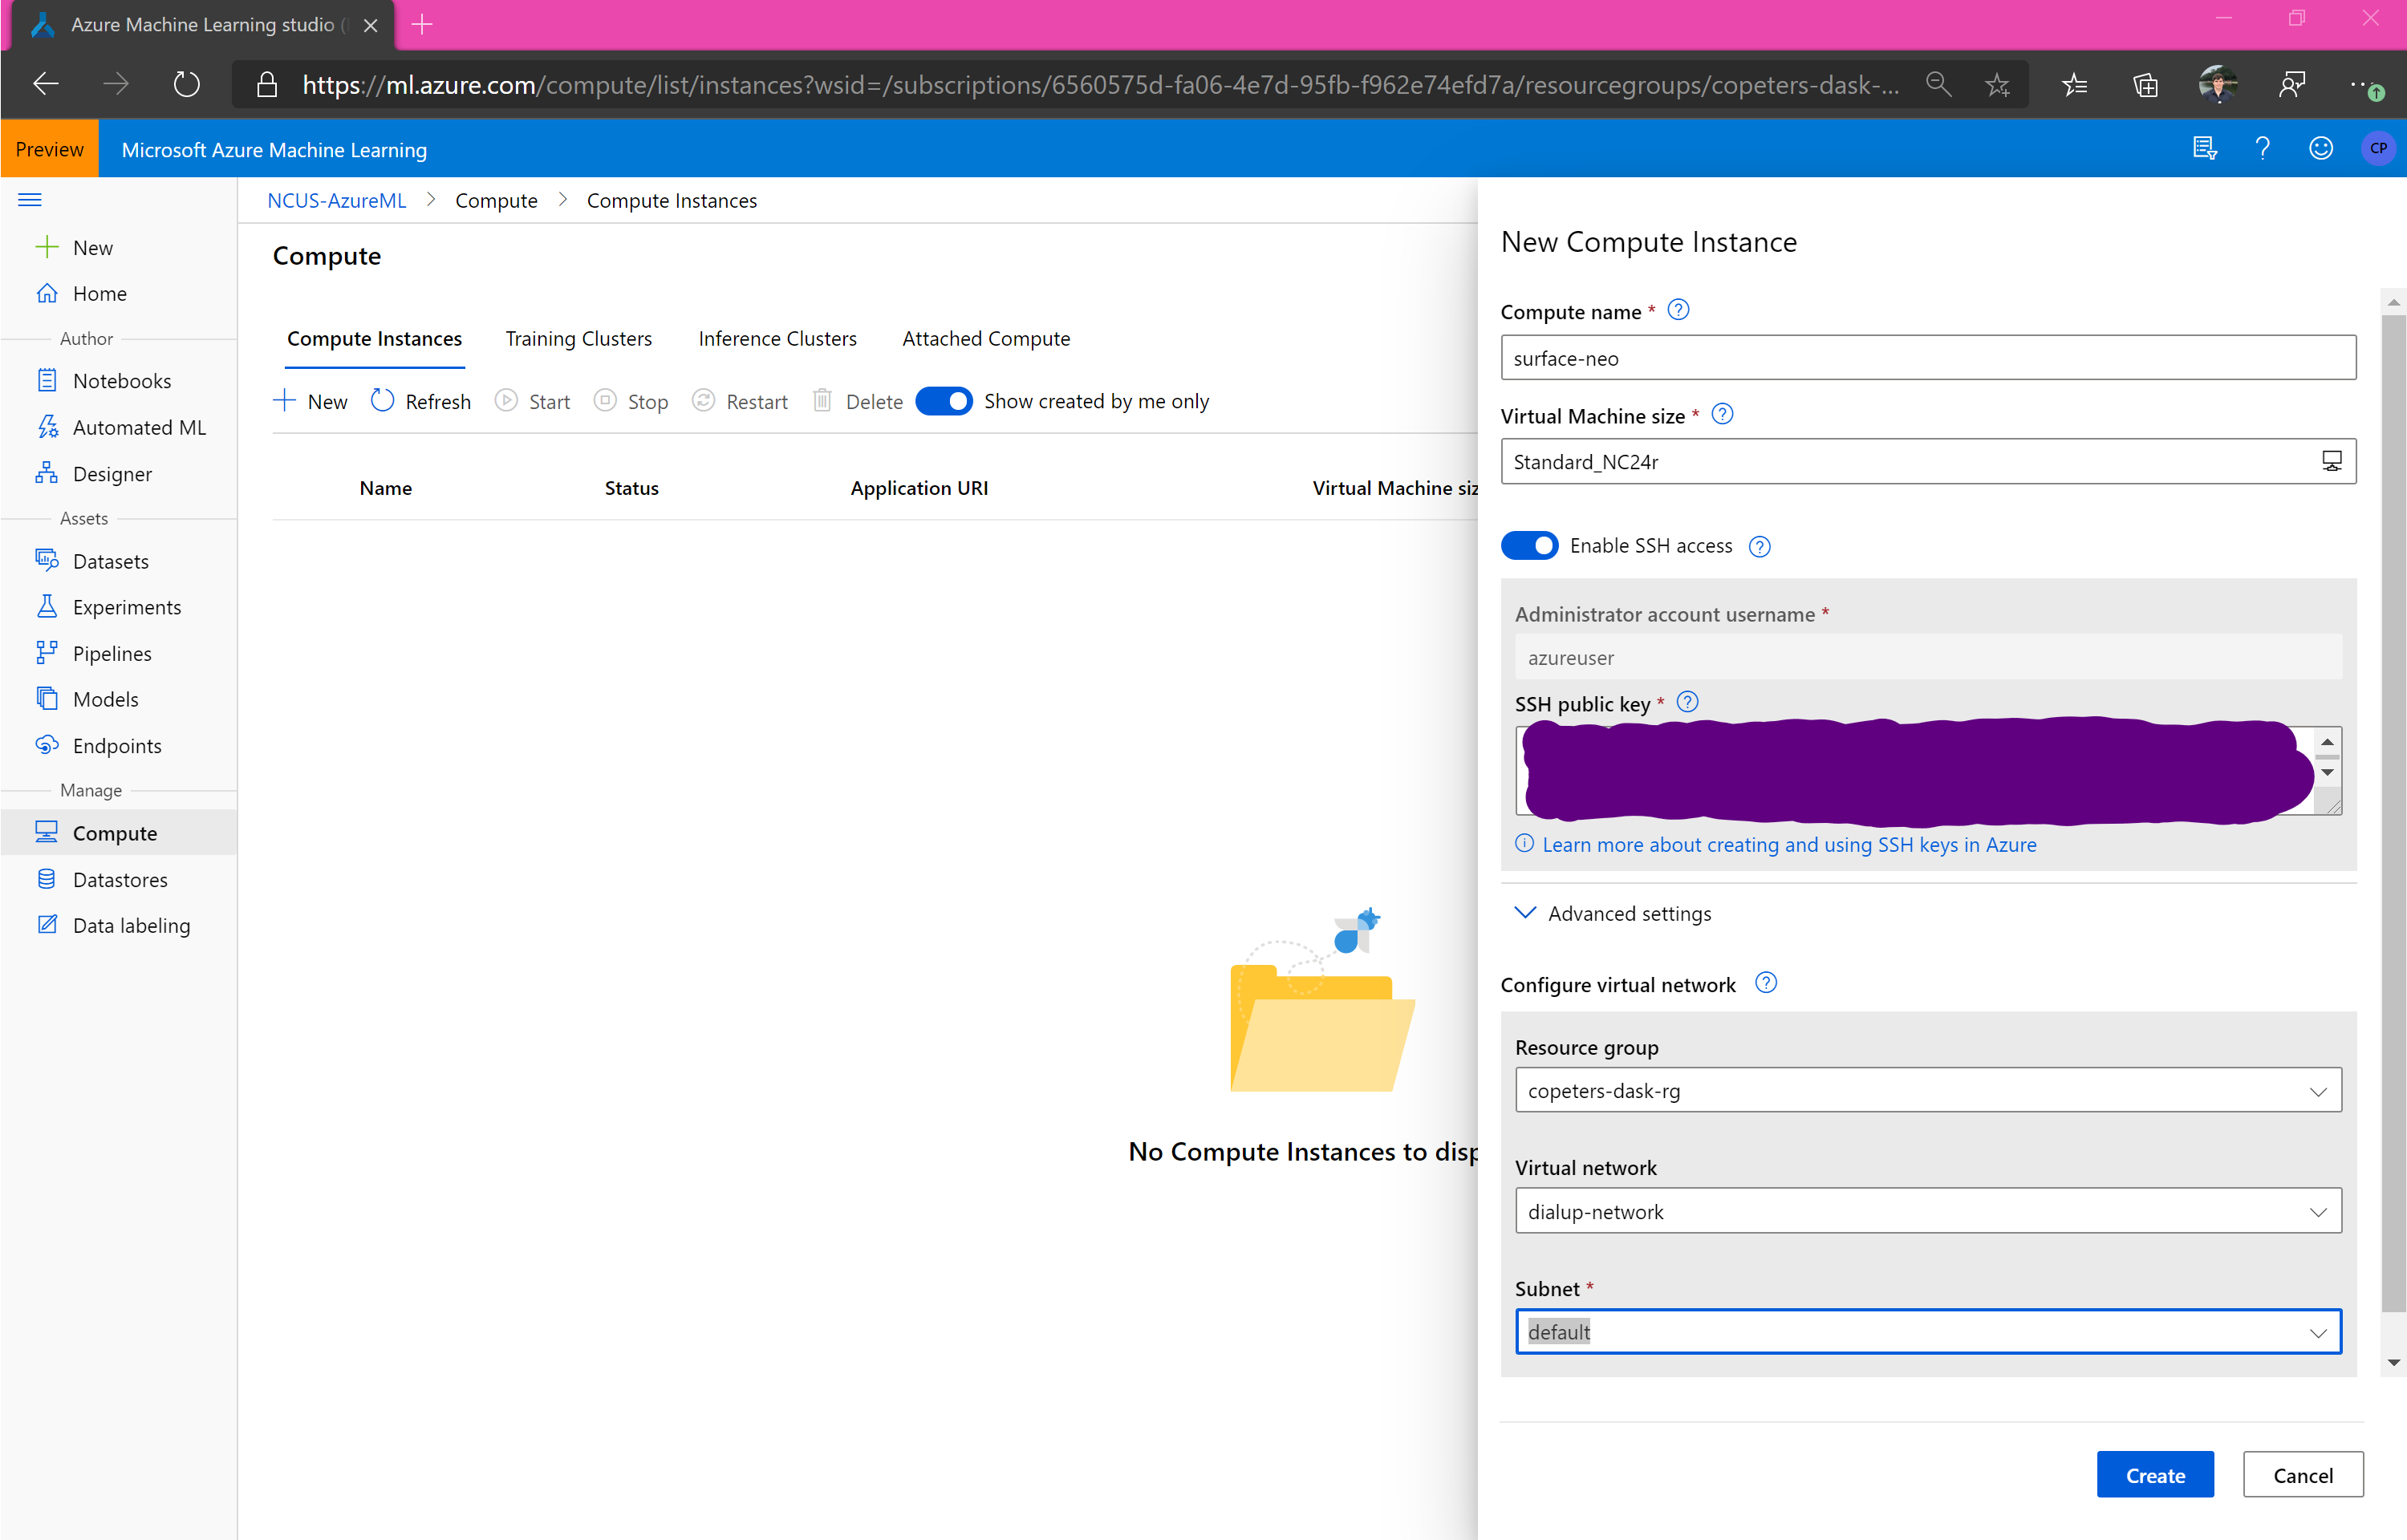 Azure Machine Learning studio (
https://ml.azure.com/compute/list/instances?wsid=/subscriptions/6560575d-fa06-4e7d-95fb-f962e74efd7a/resourcegroups/copeters-dask-...
Preview
Microsoft Azure Machine Learning
CP
New
Home
Author
Notebooks
Automated ML
Designer
Assets
Datasets
Experiments
Pipelines
Models
Endpoints
Manage
Compute
Datastores
Data labeling
NCUS-AzureML > Compute > Compute Instances
Compute
Compute Instances Training Clusters Inference Clusters Attached Compute
New Refresh Start Stop Restart Delete Show created by me only
Name Status Application URI Virtual Machine siz
No Compute Instances to disp
New Compute Instance
Compute name *
surface-neo
Virtual Machine size *
Standard_NC24r
Enable SSH access
Administrator account username *
azureuser
SSH public key *
Learn more about creating and using SSH keys in Azure
Advanced settings
Configure virtual network
Resource group
copeters-dask-rg
Virtual network
dialup-network
Subnet *
default
Create Cancel